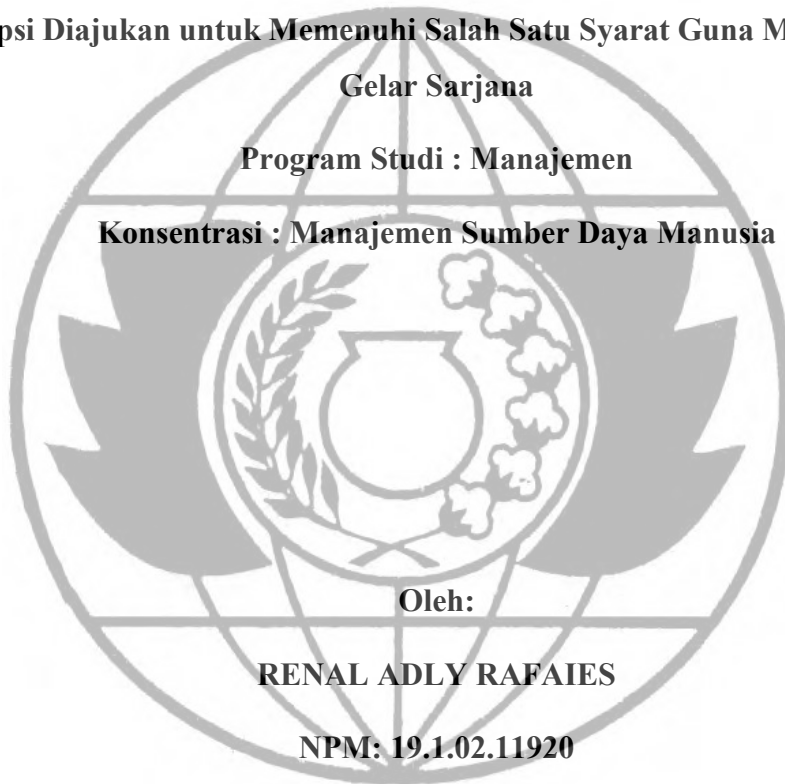 Diajukan untuk Memenuhi Salah Satu Syarat Guna
Gelar Sarjana
Program Studi : Manajemen
Konsentrasi : Manajemen Sumber Daya Manusia
Oleh:
RENAL ADLY RAFAIES
NPM: 19.1.02.11920